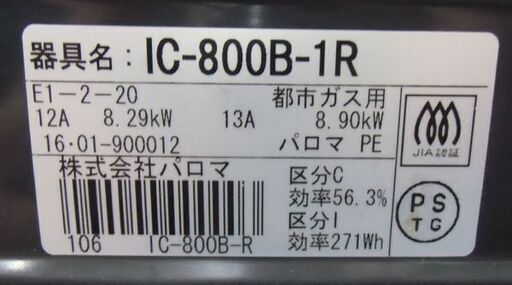 器具名：IC-800B-1R
E1-2-20 都市ガス用
12A 8.29kW 13A 8.90kW
16·01-900012 パロマ PE
株式会社パロマ
106 IC-800B-R
区分C
効率56.3%
区分I
効率271Wh
JIA認証
PS
TG